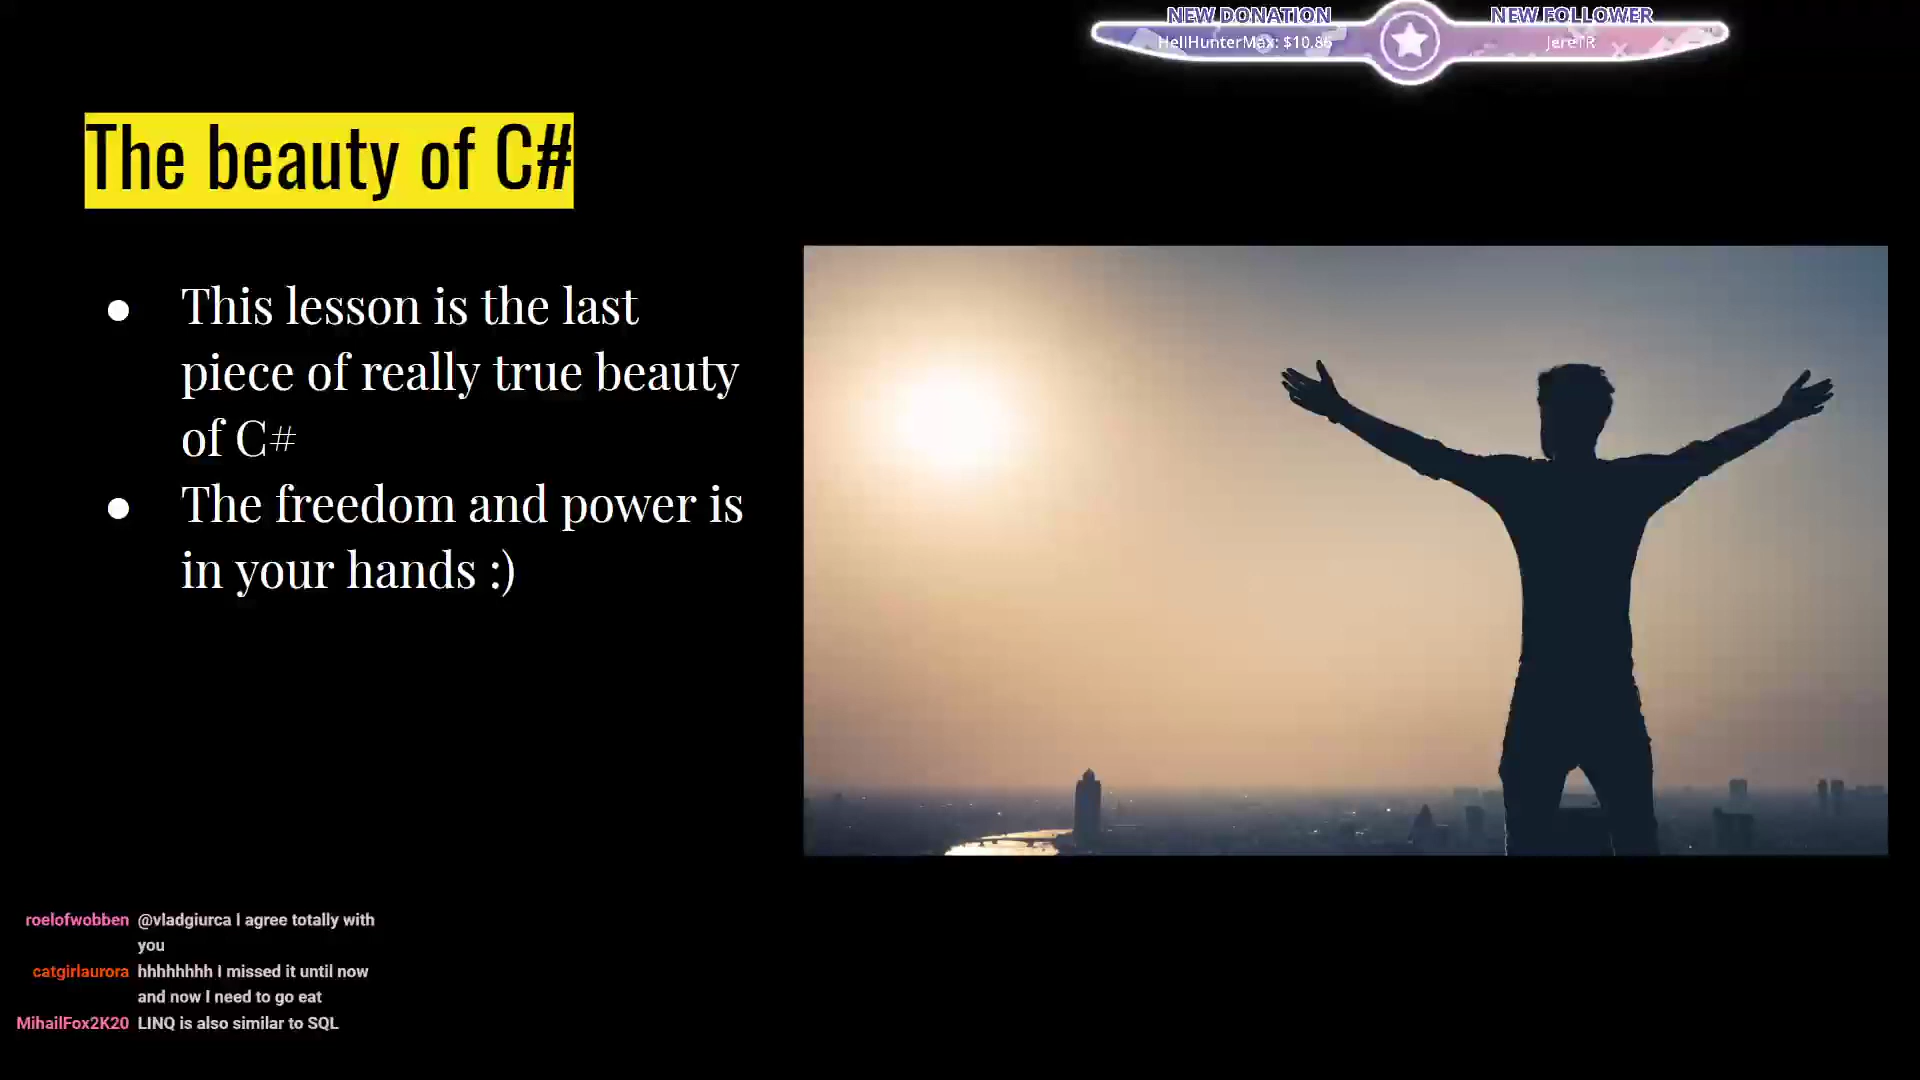 NEW DONATION
HellHunterMax: $10.86
NEW FOLLOWER
JereTR
The beauty of C#
● This lesson is the last
piece of really true beauty
of C#
● The freedom and power is
in your hands :)
roelofwobben @vladgiurca I agree totally with
you
catgirlaurora hhhhhhhh I missed it until now
and now I need to go eat
MihailFox2K20 LINQ is also similar to SQL